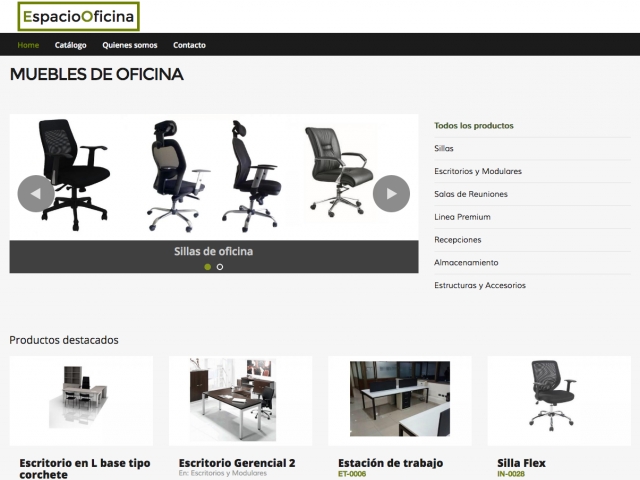 EspacioOficina
Home Catálogo Quienes somos Contacto
MUEBLES DE OFICINA
Sillas de oficina
Todos los productos
Sillas
Escritorios y Modulares
Salas de Reuniones
Linea Premium
Recepciones
Almacenamiento
Estructuras y Accesorios
Productos destacados
Escritorio en L base tipo
corchete
Escritorio Gerencial 2
En: Escritorios y Modulares
Estación de trabajo
ET-0006
Silla Flex
IN-0028